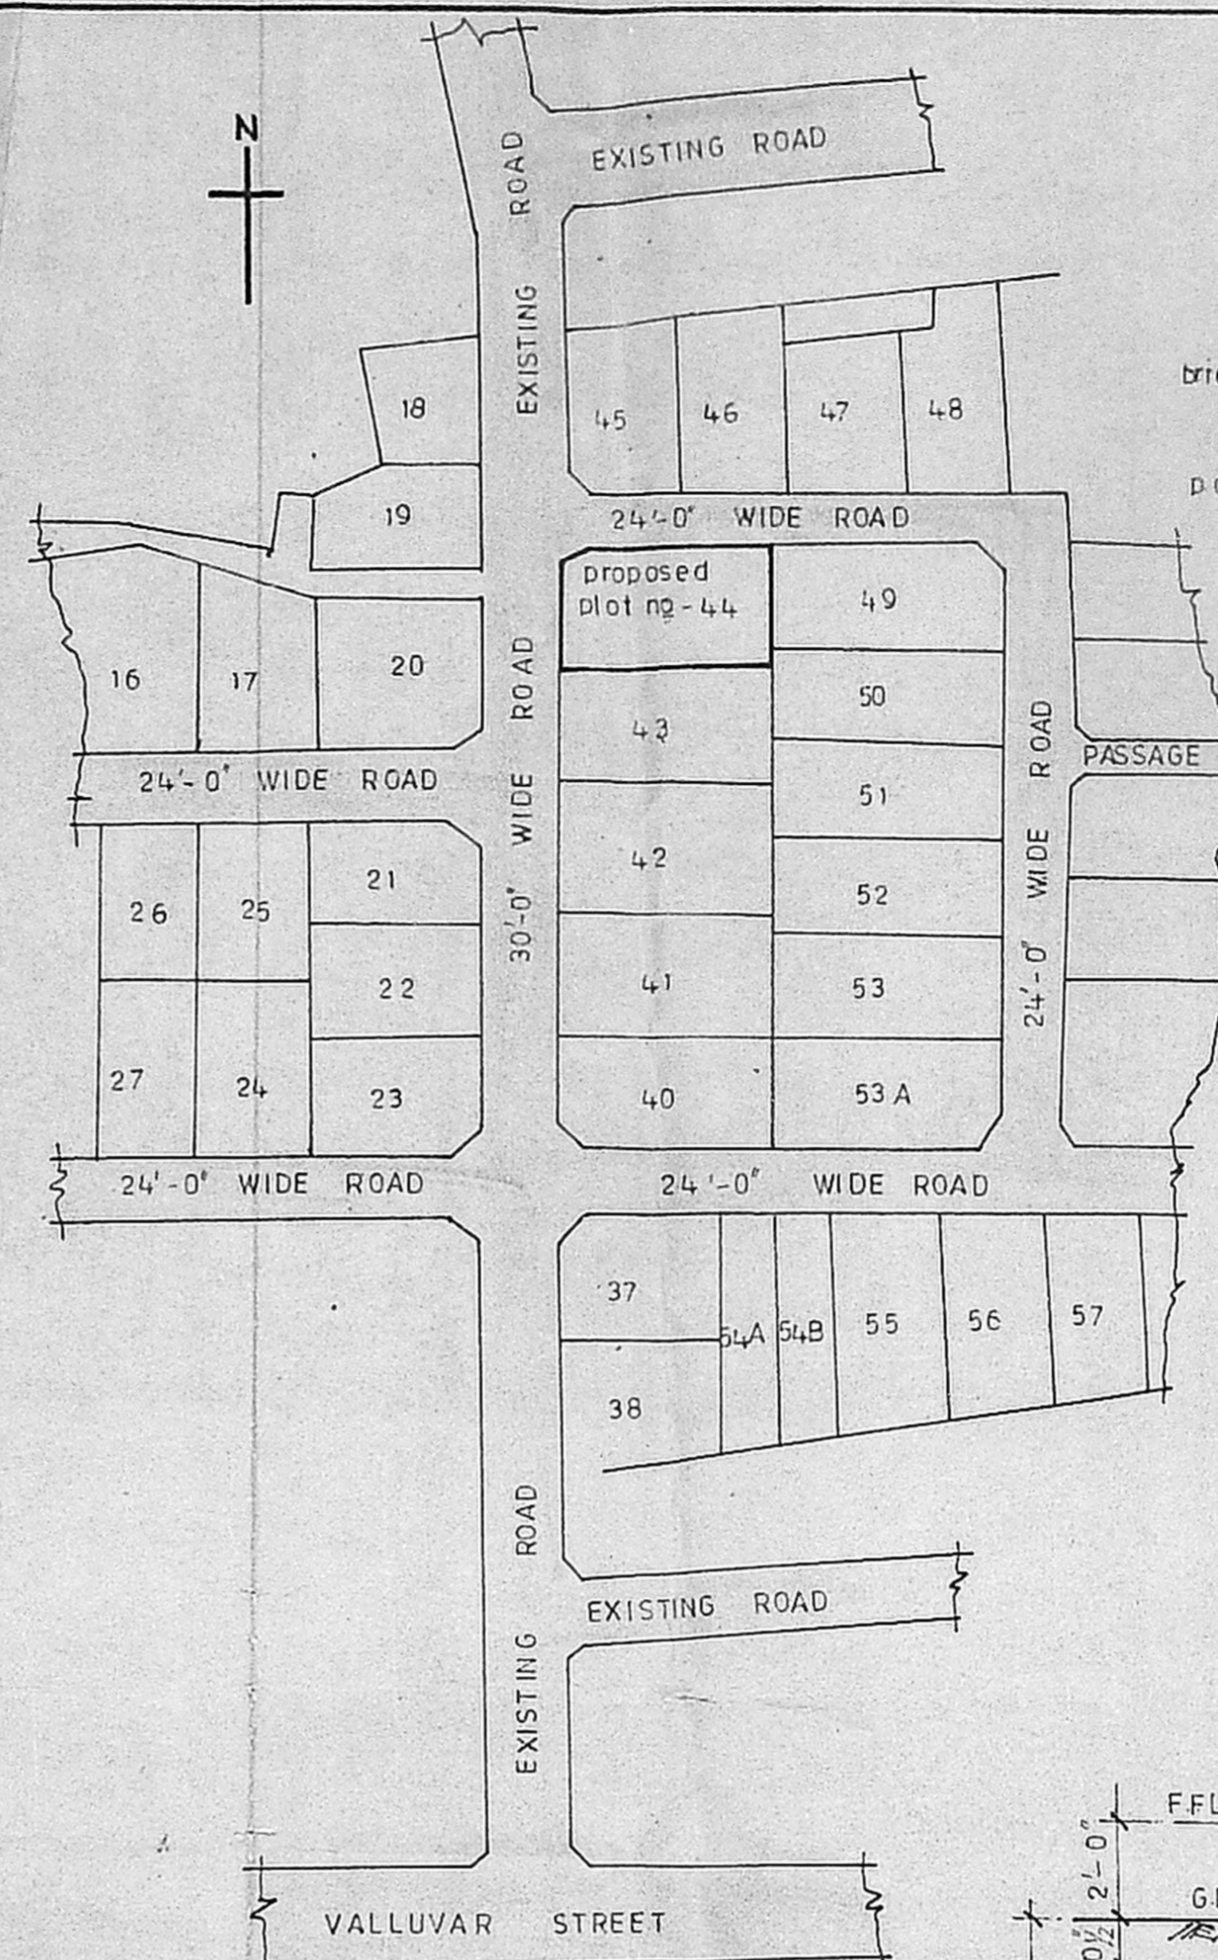 N
EXISTING ROAD
EXISTING ROAD
18
45
46
47
48
19
24'-0" WIDE ROAD
proposed
plot no - 44
49
16
17
20
43
50
30'-0" WIDE ROAD
24'-0" WIDE ROAD
PASSAGE
24'-0" WIDE ROAD
51
21
42
52
26
25
22
41
53
27
24
23
40
53 A
24'-0" WIDE ROAD
24'-0" WIDE ROAD
37
54A
54B
55
56
57
38
EXISTING ROAD
EXISTING ROAD
2'-0"
VALLUVAR STREET